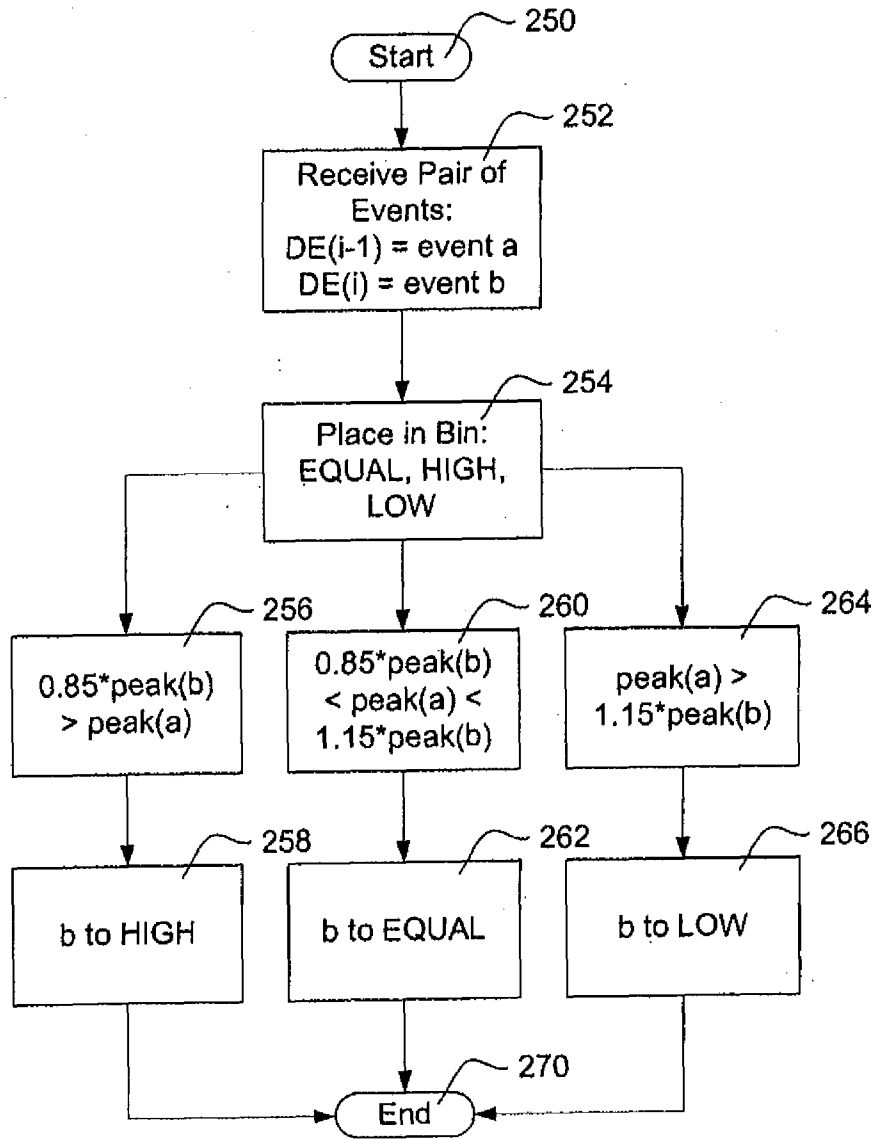 250
Start
252
Receive Pair of
Events:
DE(i-1) = event a
DE(i) = event b
254
Place in Bin:
EQUAL, HIGH,
LOW
256
0.85*peak(b)
> peak(a)
260
0.85*peak(b)
< peak(a) <
1.15*peak(b)
264
peak(a) >
1.15*peak(b)
258
b to HIGH
262
b to EQUAL
266
b to LOW
270
End